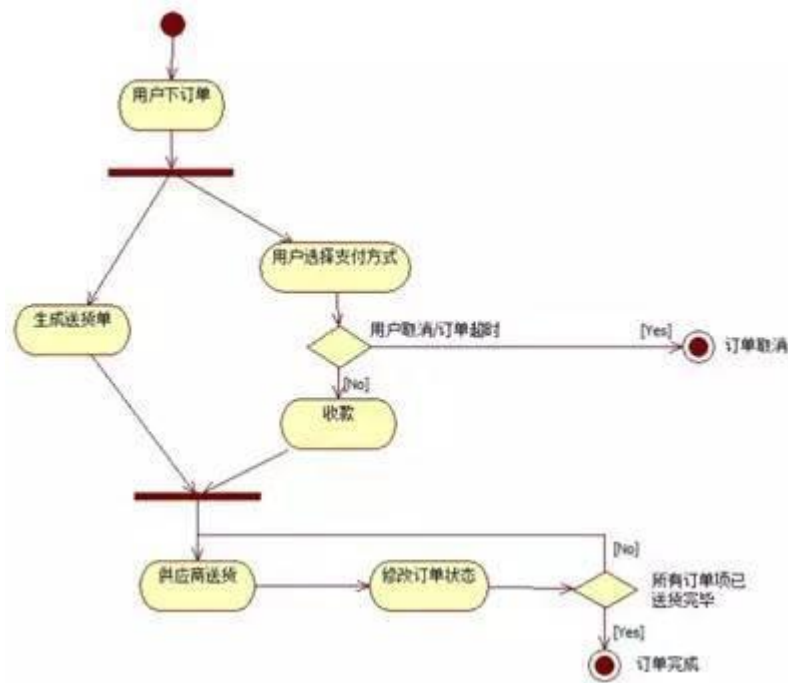 用户下订单
用户选择支付方式
生成送货单
用户取消/订单超时
[Yes]
订单取消
[No]
收款
[No]
供应商送货
修改订单状态
所有订单项已
送货完毕
[Yes]
订单完成